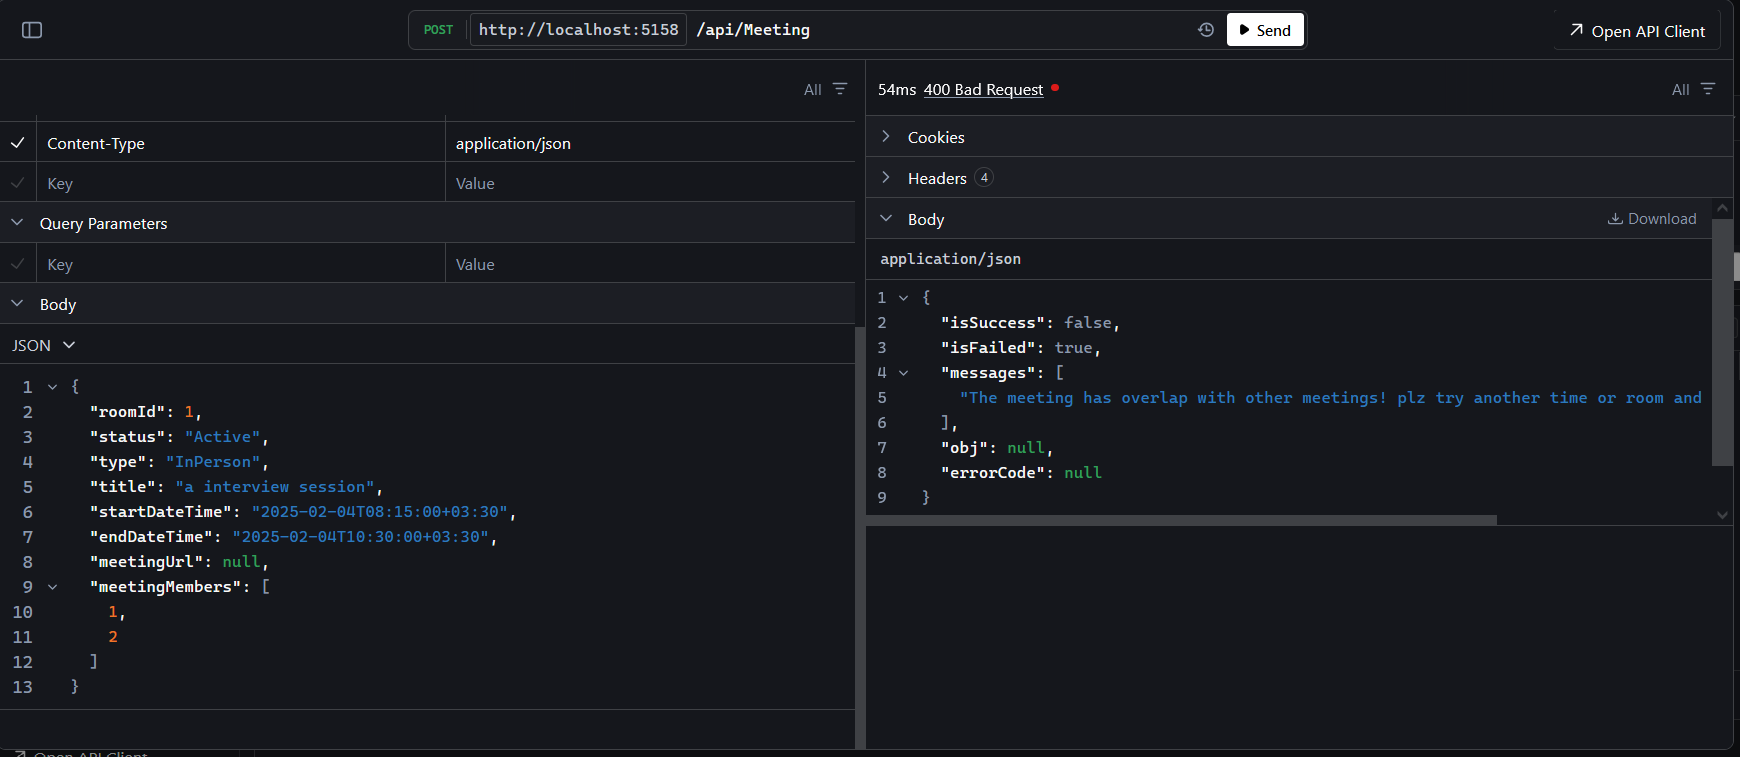 POST http://localhost:5158 /api/Meeting Send Open API Client
All
Content-Type application/json
Key Value
Query Parameters
Key Value
Body
JSON
1 {
2 "roomId": 1,
3 "status": "Active",
4 "type": "InPerson",
5 "title": "a interview session",
6 "startDateTime": "2025-02-04T08:15:00+03:30",
7 "endDateTime": "2025-02-04T10:30:00+03:30",
8 "meetingUrl": null,
9 "meetingMembers": [
10 1,
11 2
12 ]
13 }
54ms 400 Bad Request All
Cookies
Headers 4
Body Download
application/json
1 {
2 "isSuccess": false,
3 "isFailed": true,
4 "messages": [
5 "The meeting has overlap with other meetings! plz try another time or room and
6 ],
7 "obj": null,
8 "errorCode": null
9 }
Open API Client